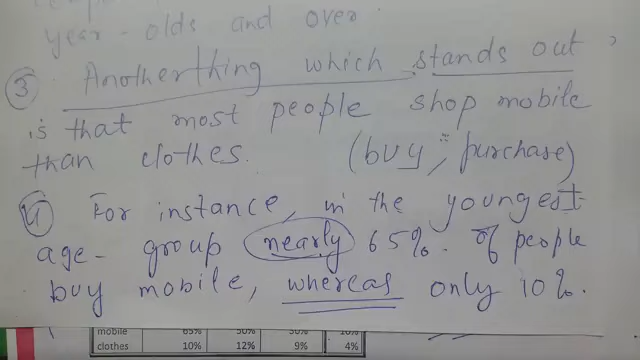 year-olds and over
③ Another thing which stands out,
is that most people shop mobile
than clothes. (buy, purchase)
④ For instance, in the youngest
age-group nearly 65%. of people
buy mobile, whereas only 10%.
mobile 65% 50% 30% 10%
clothes 10% 12% 9% 4%